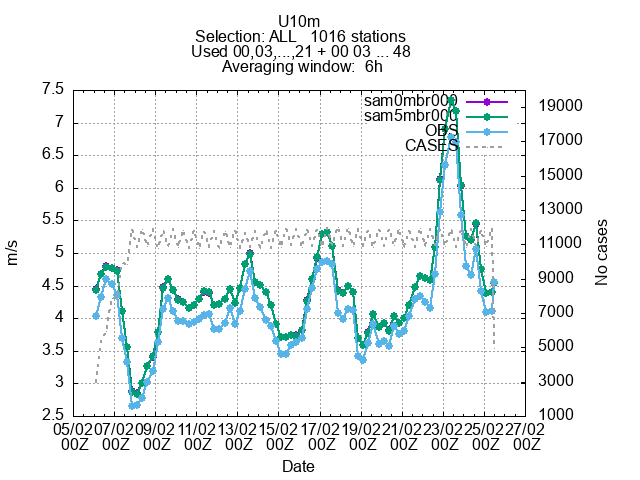 U10m
Selection: ALL   1016 stations
Used 00,03,...,21 + 00 03 ... 48
Averaging window:  6h
7.5
7
6.5
6
5.5
5
4.5
4
3.5
3
2.5
m/s
sam0mbr000
sam5mbr000
OBS
CASES
19000
17000
15000
13000
11000
9000
7000
5000
3000
1000
No cases
05/02 07/02 09/02 11/02 13/02 15/02 17/02 19/02 21/02 23/02 25/02 27/02
00Z 00Z 00Z 00Z 00Z 00Z 00Z 00Z 00Z 00Z 00Z 00Z
Date